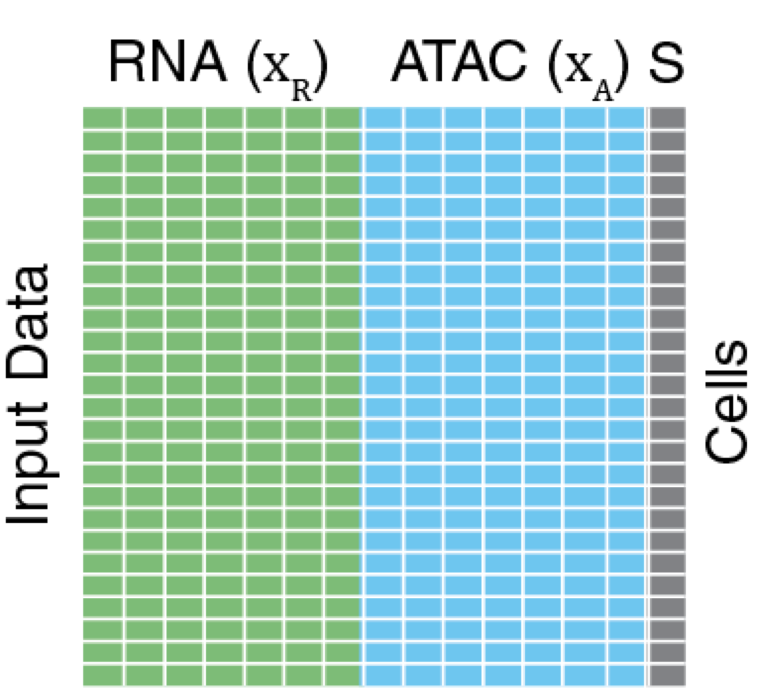 RNA (x_R) ATAC (x_A) S
Input Data
Cells